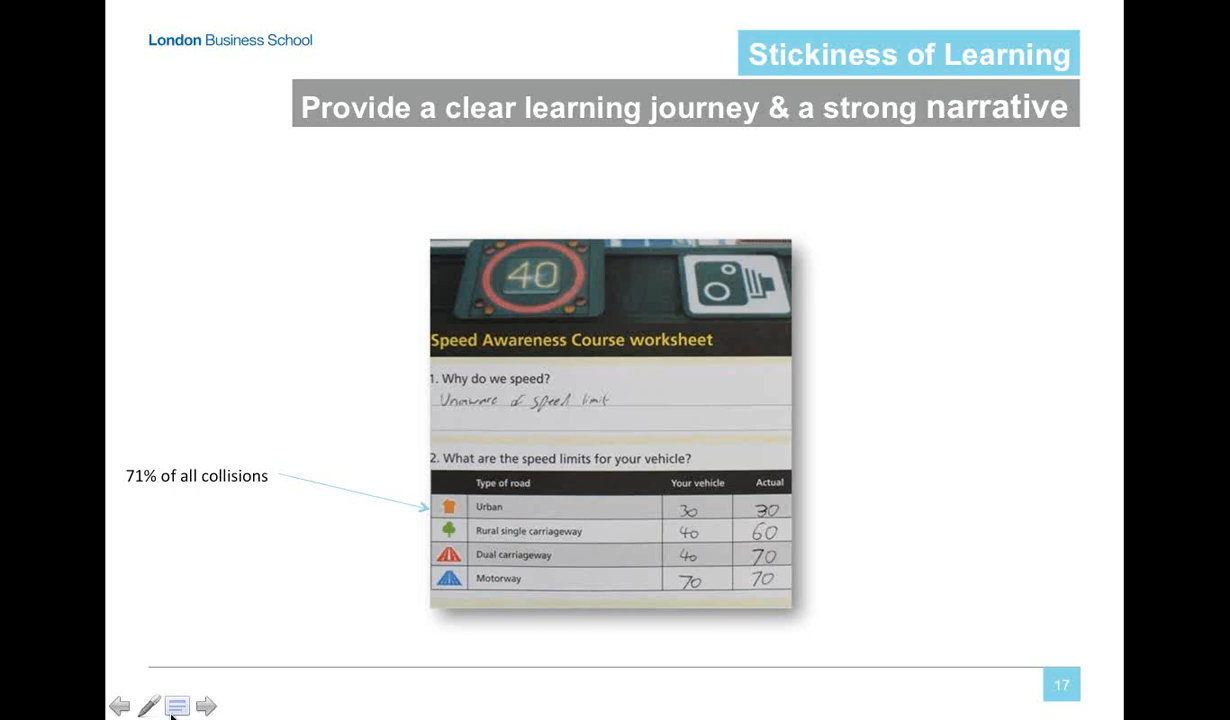 London Business School
Stickiness of Learning
Provide a clear learning journey & a strong narrative
40
Speed Awareness Course worksheet
1. Why do we speed?
Unaware of speed limit
2. What are the speed limits for your vehicle?
Type of road Your vehicle Actual
71% of all collisions
Urban 30 30
Rural single carriageway 40 60
Dual carriageway 40 70
Motorway 70 70
17